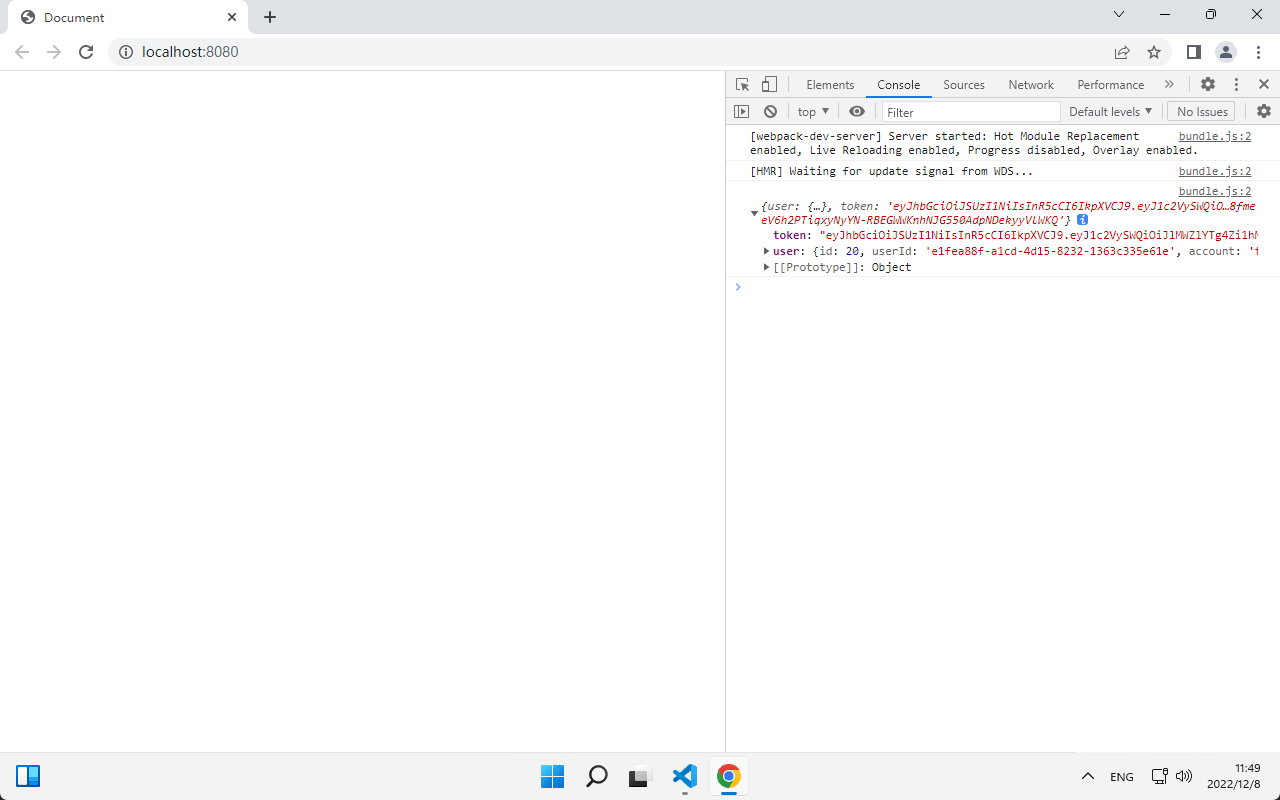 Document
localhost:8080
Elements Console Sources Network Performance
top Filter Default levels No Issues
[webpack-dev-server] Server started: Hot Module Replacement bundle.js:2
enabled, Live Reloading enabled, Progress disabled, Overlay enabled.
[HMR] Waiting for update signal from WDS... bundle.js:2
bundle.js:2
{user: {…}, token: 'eyJhbGciOiJSUzI1NiIsInR5cCI6IkpXVCJ9.eyJ1c2VySWQiO…8fme
eV6h2PTiqxyNyYN-RBEGWWKnhNJG550AdpNDekyyVlWKQ'}
token: "eyJhbGciOiJSUzI1NiIsInR5cCI6IkpXVCJ9.eyJ1c2VySWQiOiJlMWZlYTg4Zi1hM
user: {id: 20, userId: 'e1fea88f-a1cd-4d15-8232-1363c335e61e', account: 't
[[Prototype]]: Object
ENG
11:49
2022/12/8